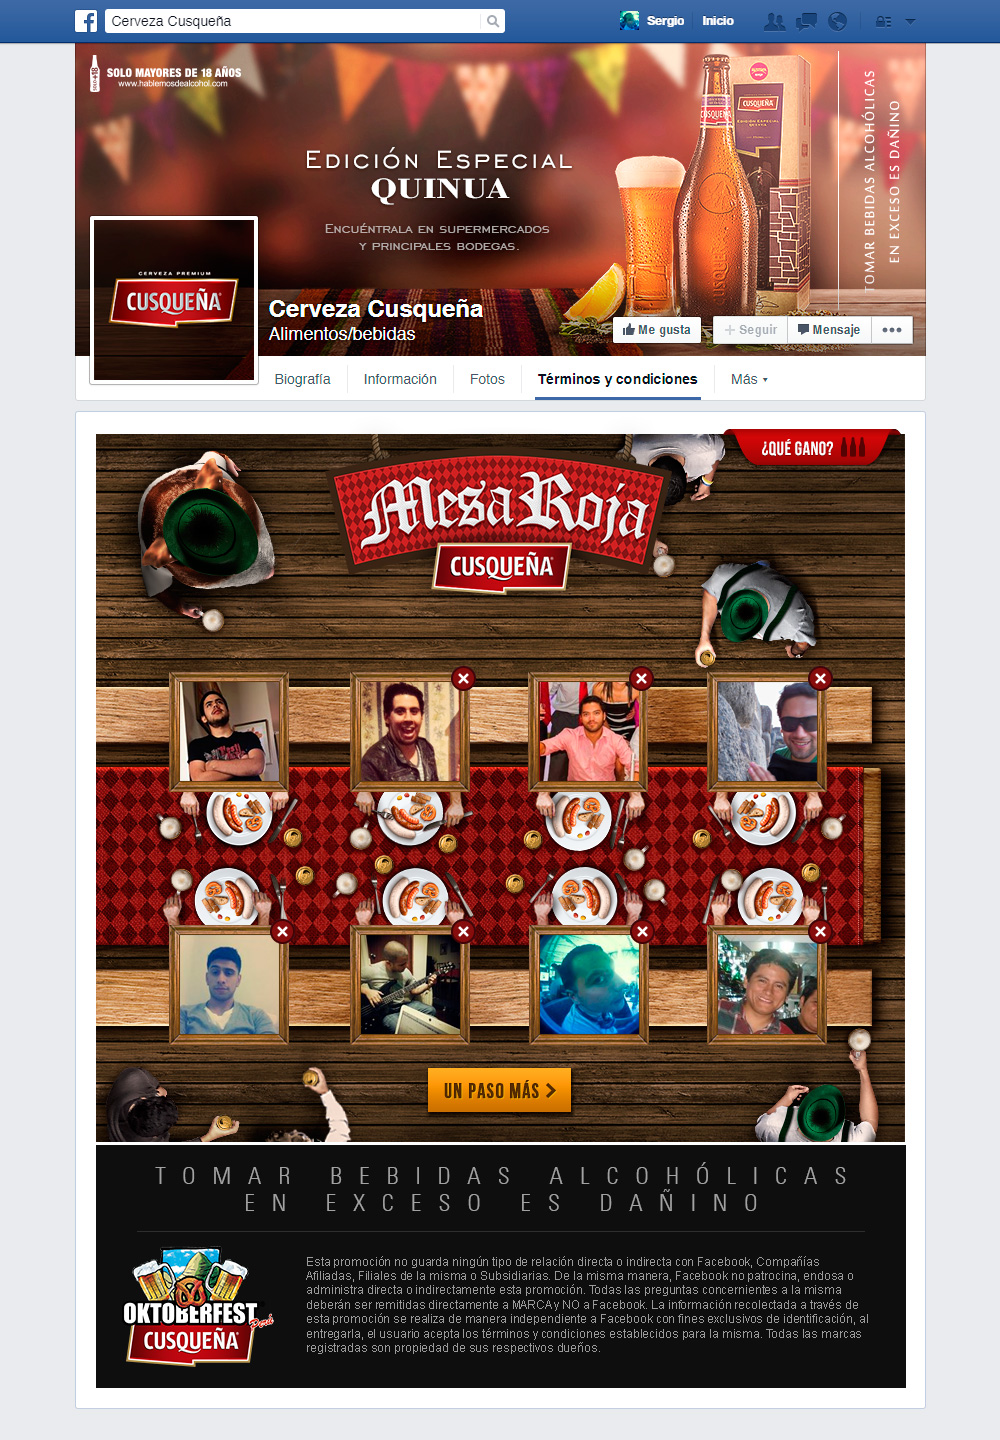 Cerveza Cusqueña
Sergio
Inicio
SOLO MAYORES DE 18 AÑOS
www.hablemosdealcohol.com
EDICIÓN ESPECIAL
QUINUA
ENCUÉNTRALA EN SUPERMERCADOS
Y PRINCIPALES BODEGAS.
CUSQUEÑA
CUSQUEÑA
EDICIÓN ESPECIAL
QUINUA
CUSQUEÑA
TOMAR BEBIDAS ALCOHÓLICAS
EN EXCESO ES DAÑINO
CERVEZA PREMIUM
CUSQUEÑA
Cerveza Cusqueña
Alimentos/bebidas
Me gusta
Seguir
Mensaje
Biografía
Información
Fotos
Términos y condiciones
Más
¿QUÉ GANO?
Mesa Roja
CUSQUEÑA
UN PASO MÁS
TOMAR BEBIDAS ALCOHÓLICAS
EN EXCESO ES DAÑINO
OKTOBERFEST
Perú
CUSQUEÑA
Esta promoción no guarda ningún tipo de relación directa o indirecta con Facebook, Compañías
Afiliadas, Filiales de la misma o Subsidiarias. De la misma manera, Facebook no patrocina, endosa o
administra directa o indirectamente esta promoción. Todas las preguntas concernientes a la misma
deberán ser remitidas directamente a MARCA y NO a Facebook. La información recolectada a través de
esta promoción se realiza de manera independiente a Facebook con fines exclusivos de identificación, al
entregarla, el usuario acepta los términos y condiciones establecidos para la misma. Todas las marcas
registradas son propiedad de sus respectivos dueños.